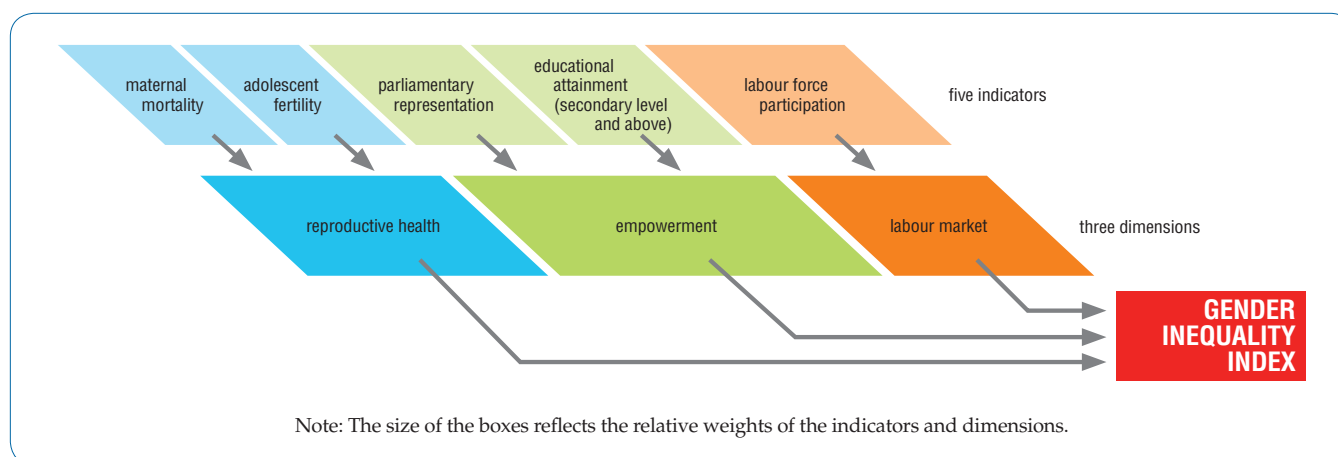 maternal
mortality
adolescent
fertility
parliamentary
representation
educational
attainment
(secondary level
and above)
labour force
participation
five indicators
reproductive health
empowerment
labour market
three dimensions
GENDER
INEQUALITY
INDEX
Note: The size of the boxes reflects the relative weights of the indicators and dimensions.